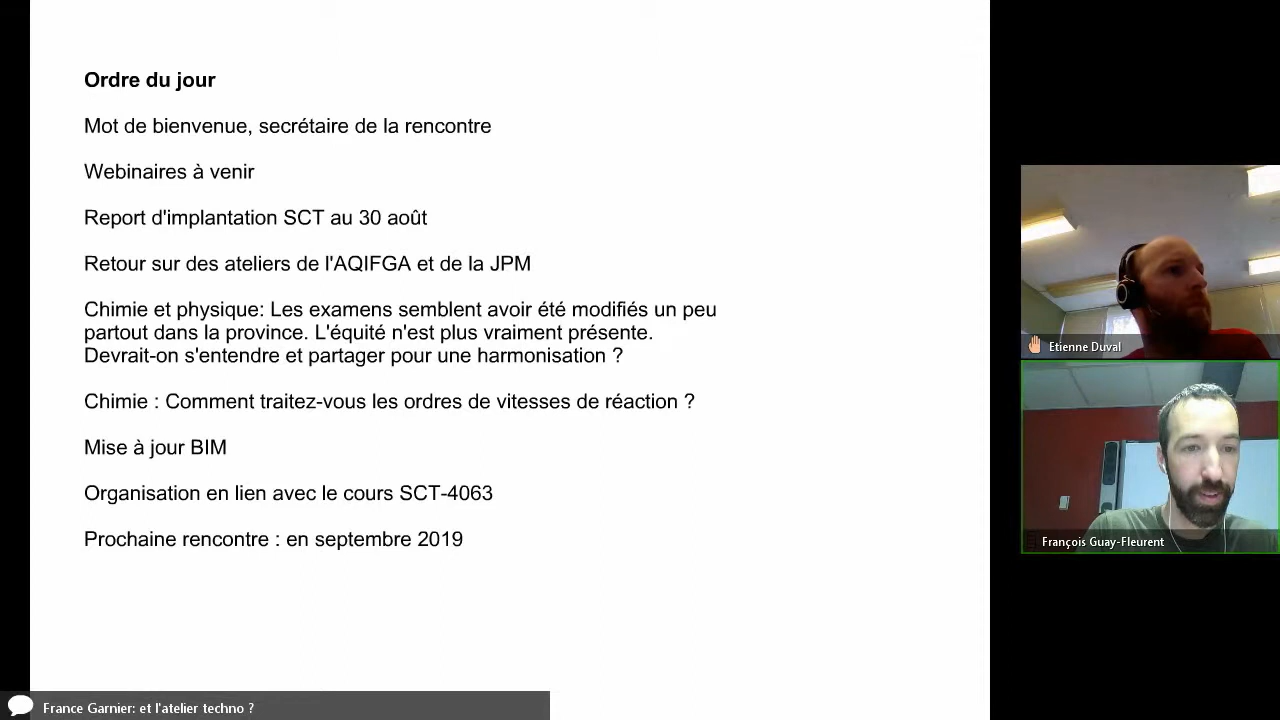 Ordre du jour
Mot de bienvenue, secrétaire de la rencontre
Webinaires à venir
Report d'implantation SCT au 30 août
Retour sur des ateliers de l'AQIFGA et de la JPM
Chimie et physique: Les examens semblent avoir été modifiés un peu
partout dans la province. L'équité n'est plus vraiment présente.
Devrait-on s'entendre et partager pour une harmonisation ?
Chimie : Comment traitez-vous les ordres de vitesses de réaction ?
Mise à jour BIM
Organisation en lien avec le cours SCT-4063
Prochaine rencontre : en septembre 2019
Etienne Duval
François Guay-Fleurent
France Garnier: et l'atelier techno ?